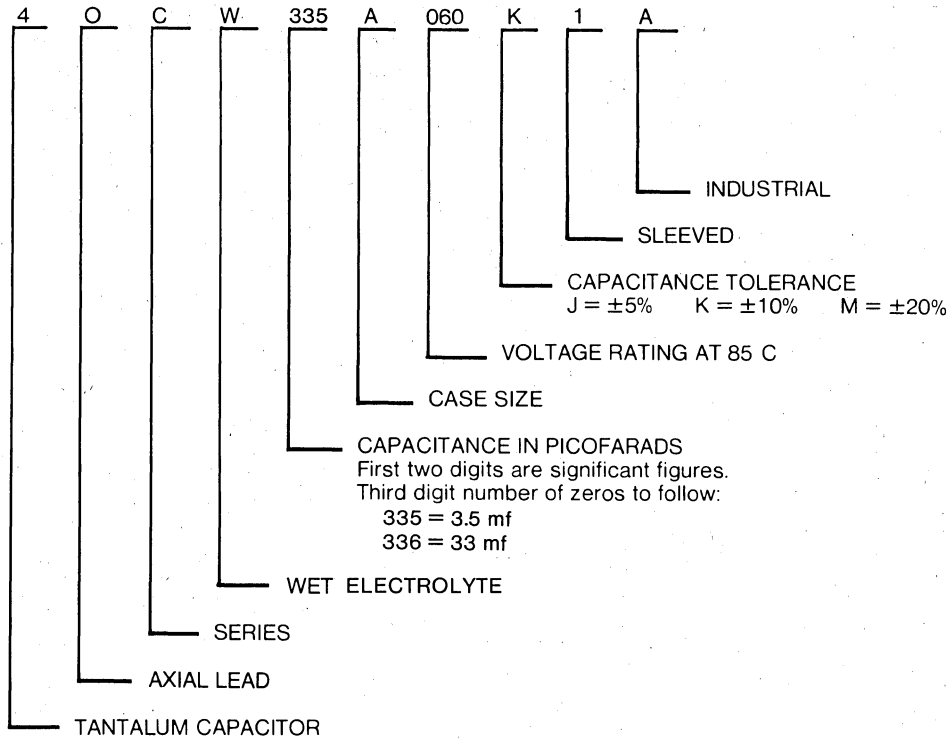 4 O C W 335 A 060 K 1 A
INDUSTRIAL
SLEEVED
CAPACITANCE TOLERANCE
J = ±5% K = ±10% M = ±20%
VOLTAGE RATING AT 85 C
CASE SIZE
CAPACITANCE IN PICOFARADS
First two digits are significant figures.
Third digit number of zeros to follow:
335 = 3.5 mf
336 = 33 mf
WET ELECTROLYTE
SERIES
AXIAL LEAD
TANTALUM CAPACITOR